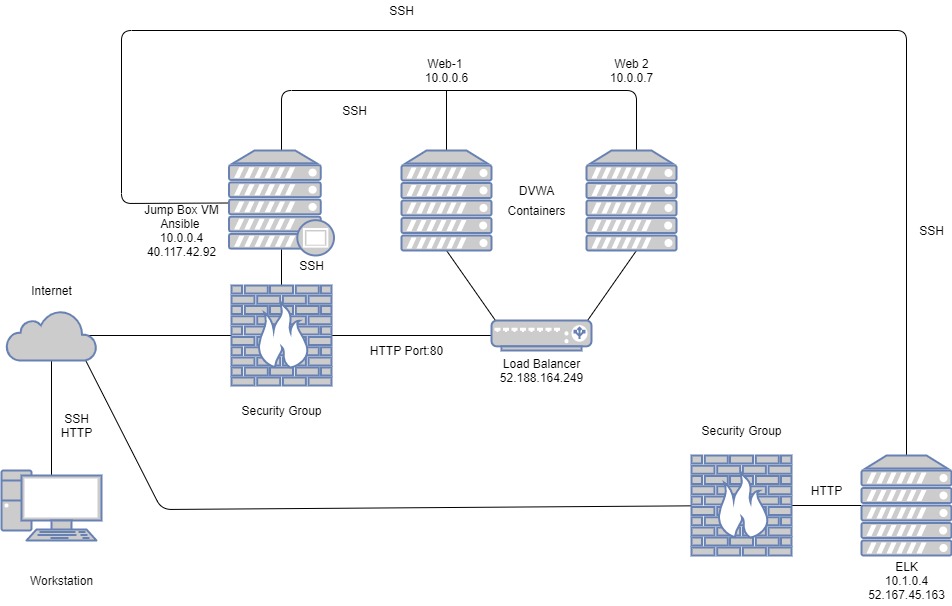 SSH
Web-1
10.0.0.6
Web 2
10.0.0.7
SSH
DVWA
Containers
Jump Box VM
Ansible
10.0.0.4
40.117.42.92
SSH
SSH
Internet
HTTP Port:80
Load Balancer
52.188.164.249
Security Group
SSH
HTTP
Security Group
HTTP
Workstation
ELK
10.1.0.4
52.167.45.163